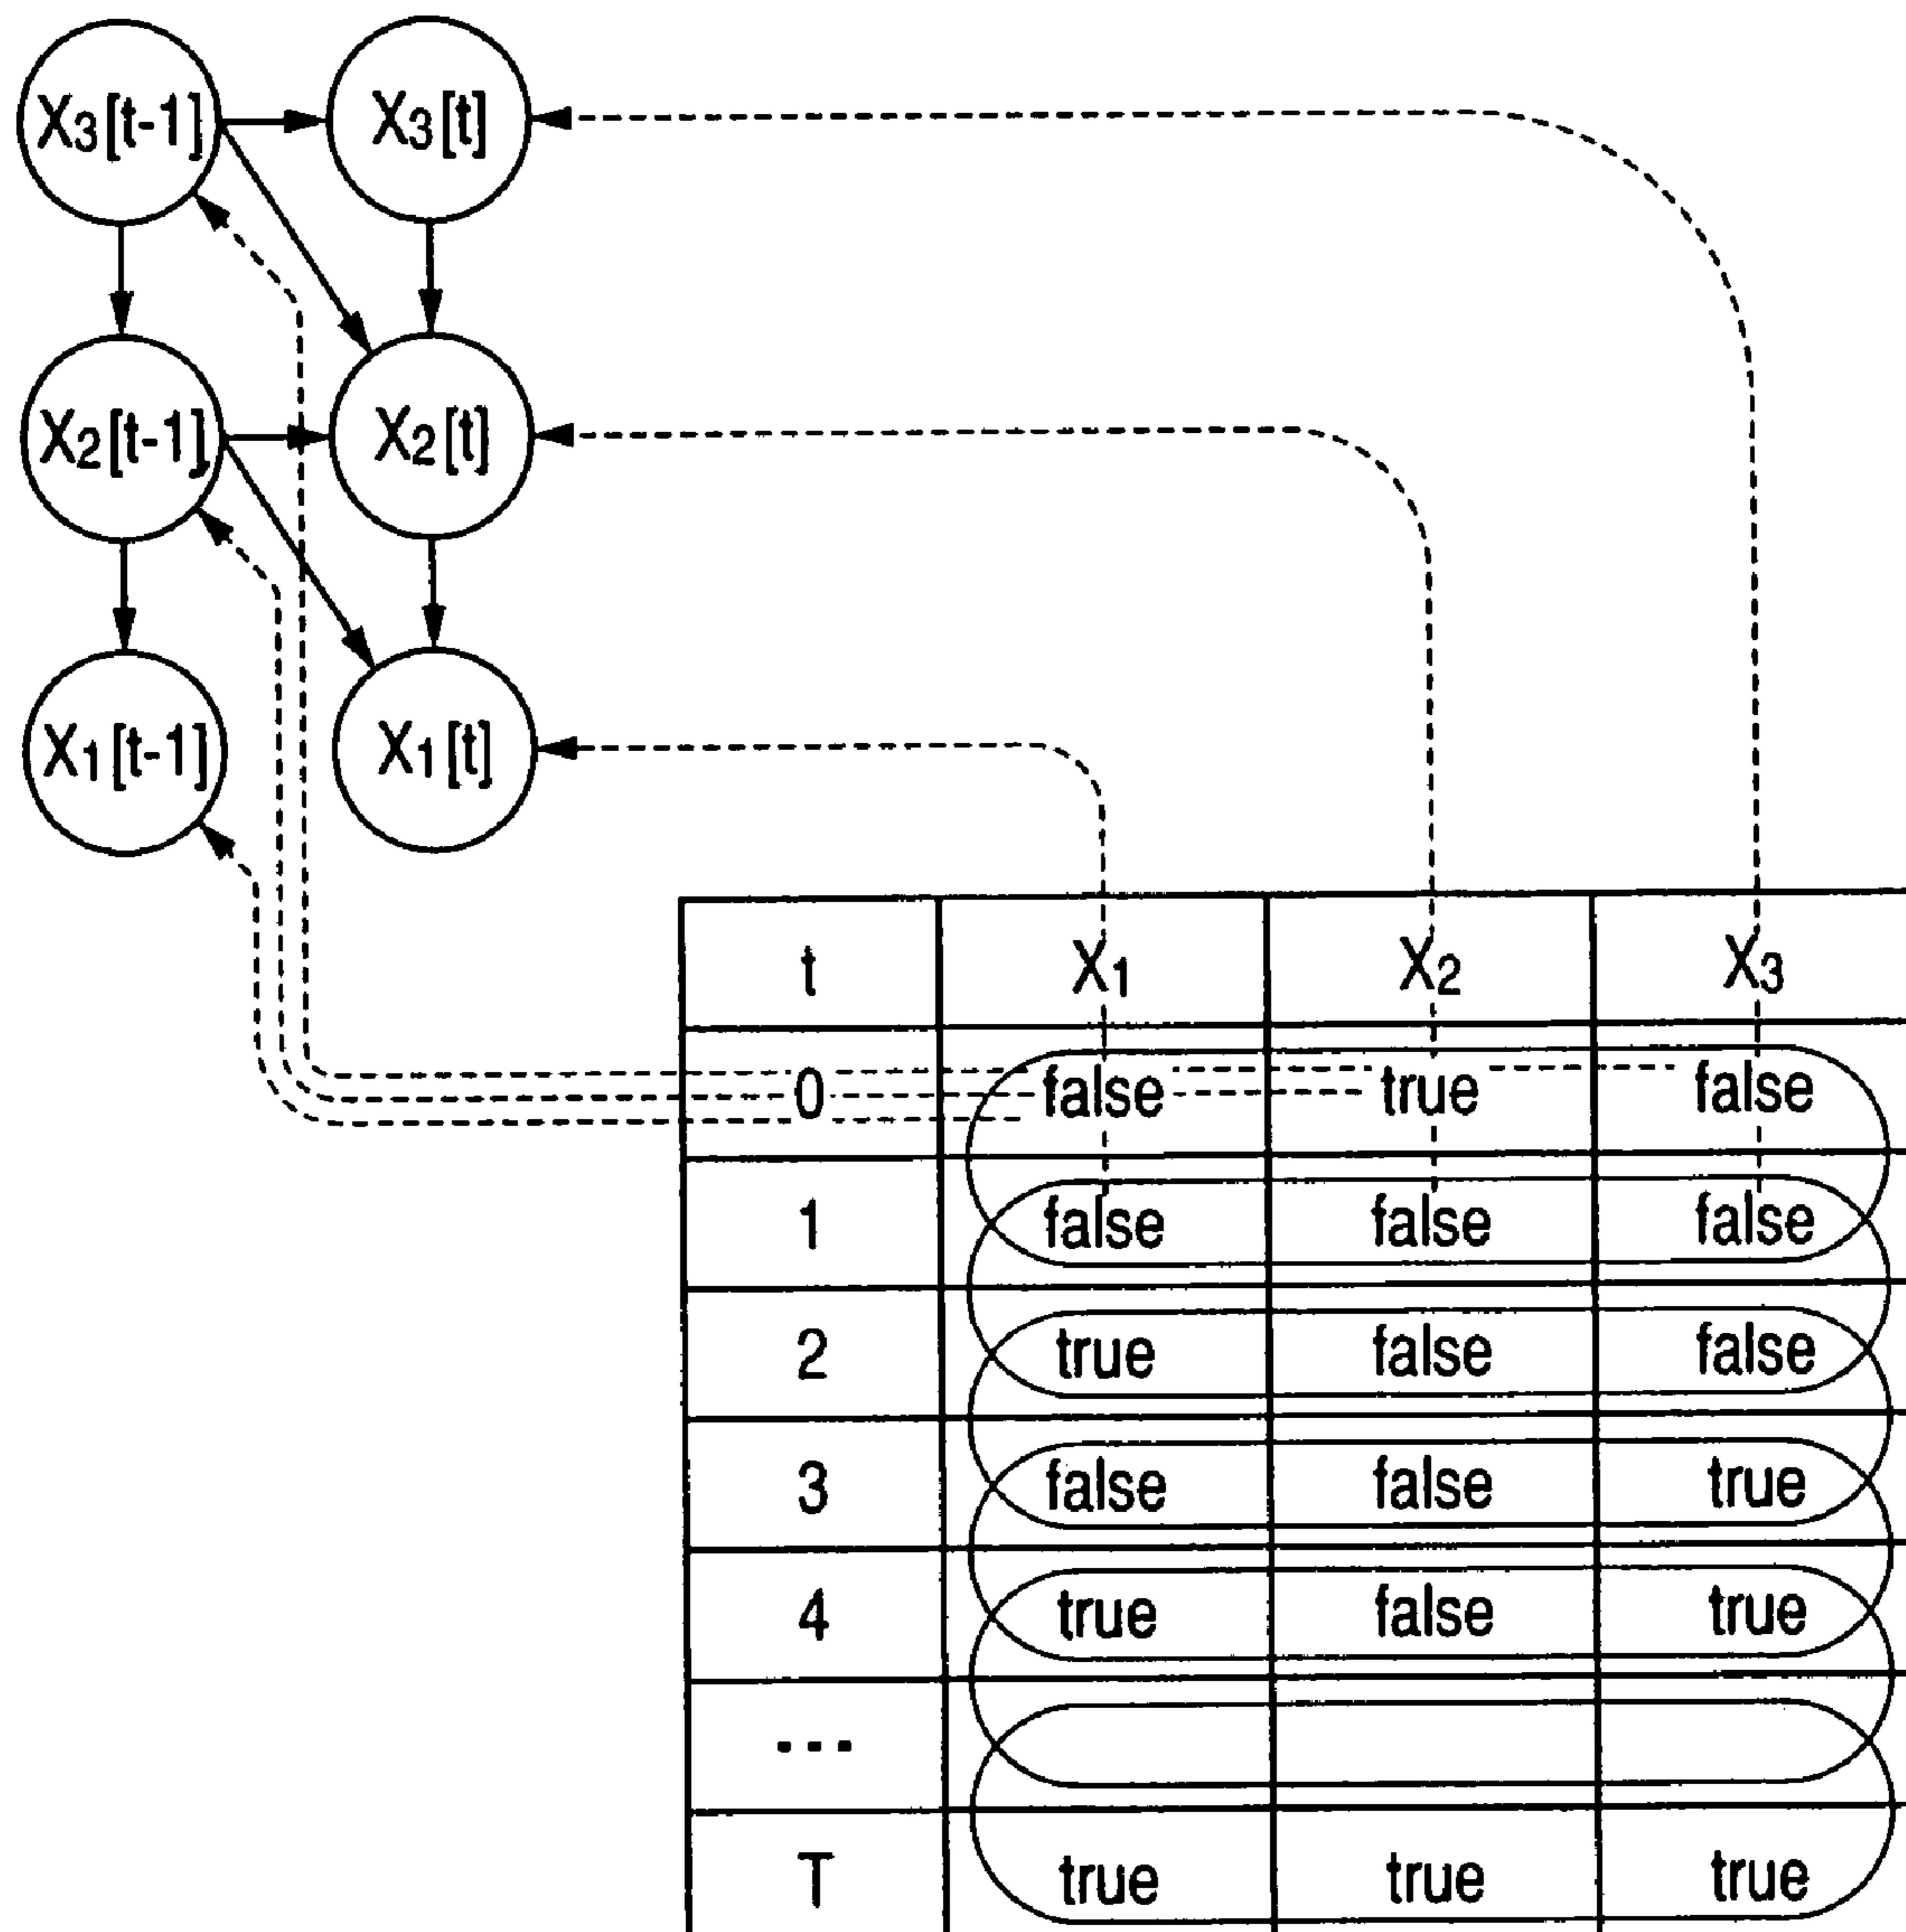 X3[t-1] X3[t]
X2[t-1] X2[t]
X1[t-1] X1[t]
t X1 X2 X3
0 false true false
1 false false false
2 true false false
3 false false true
4 true false true
---
T true true true